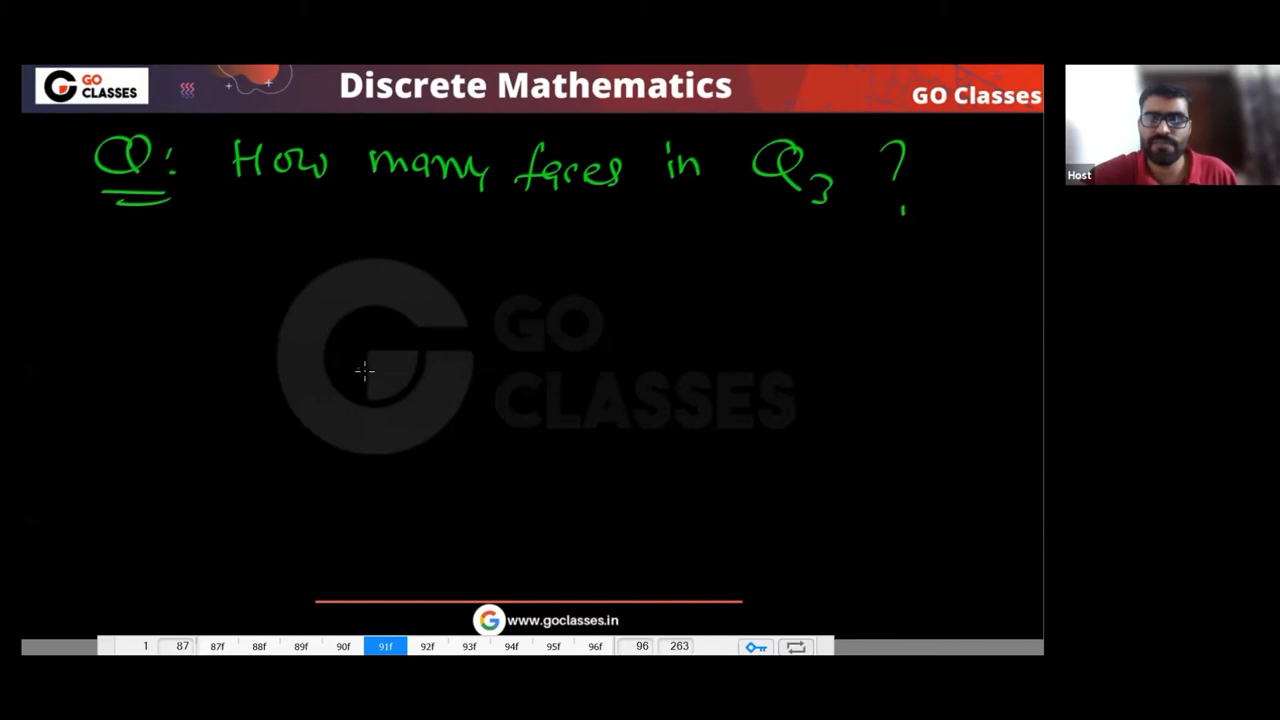 GO
CLASSES
Discrete Mathematics
GO Classes
Q: How many faces in Q3 ?
Host
GO
CLASSES
www.goclasses.in
1 87 87f 88f 89f 90f 91f 92f 93f 94f 95f 96f 96 263